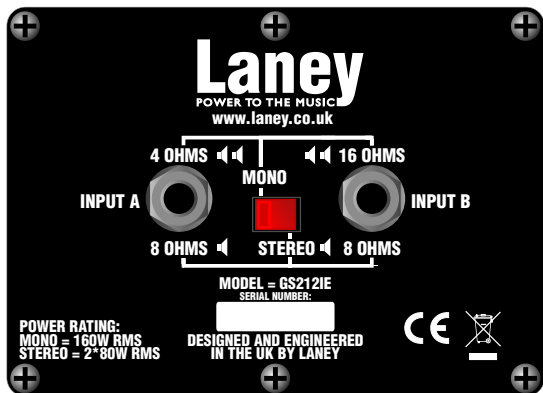 Laney
POWER TO THE MUSIC
www.laney.co.uk
4 OHMS 16 OHMS
MONO
INPUT A INPUT B
8 OHMS STEREO 8 OHMS
MODEL = GS212IE
SERIAL NUMBER:
POWER RATING:
MONO = 160W RMS
STEREO = 2*80W RMS
DESIGNED AND ENGINEERED
IN THE UK BY LANEY
CE